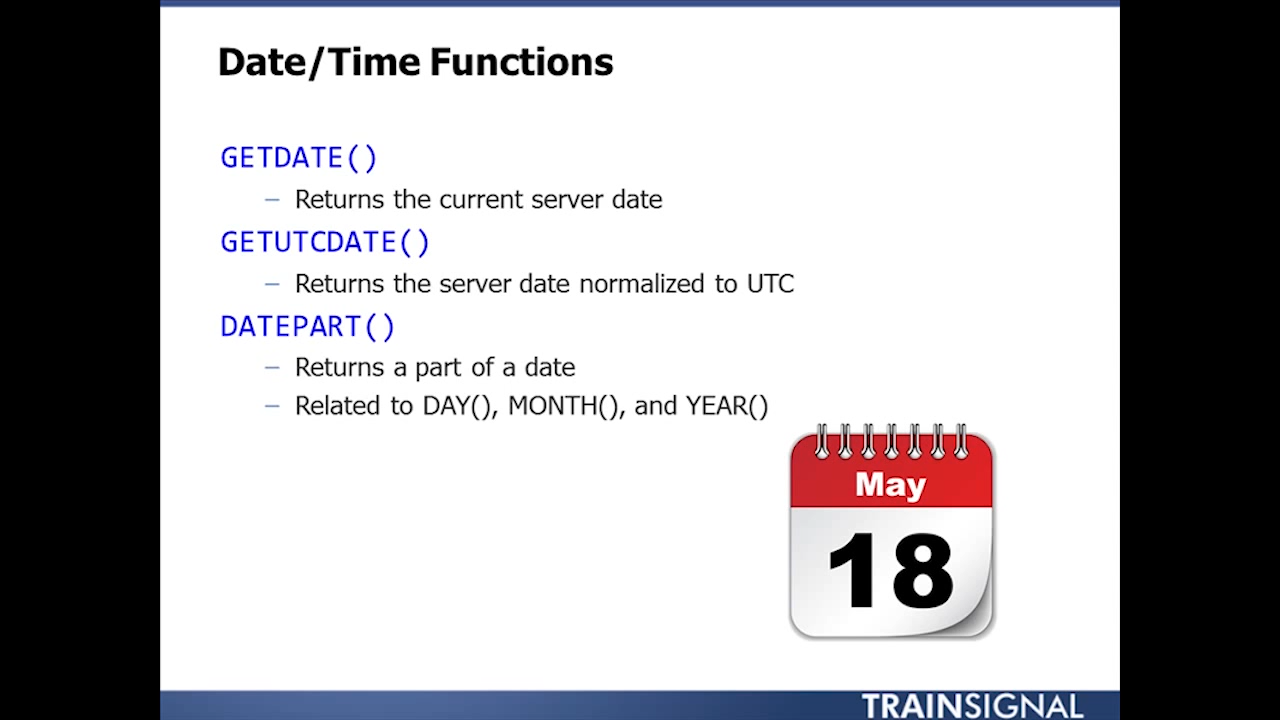 Date/Time Functions
GETDATE()
– Returns the current server date
GETUTCDATE()
– Returns the server date normalized to UTC
DATEPART()
– Returns a part of a date
– Related to DAY(), MONTH(), and YEAR()
May
18
TRAINSIGNAL